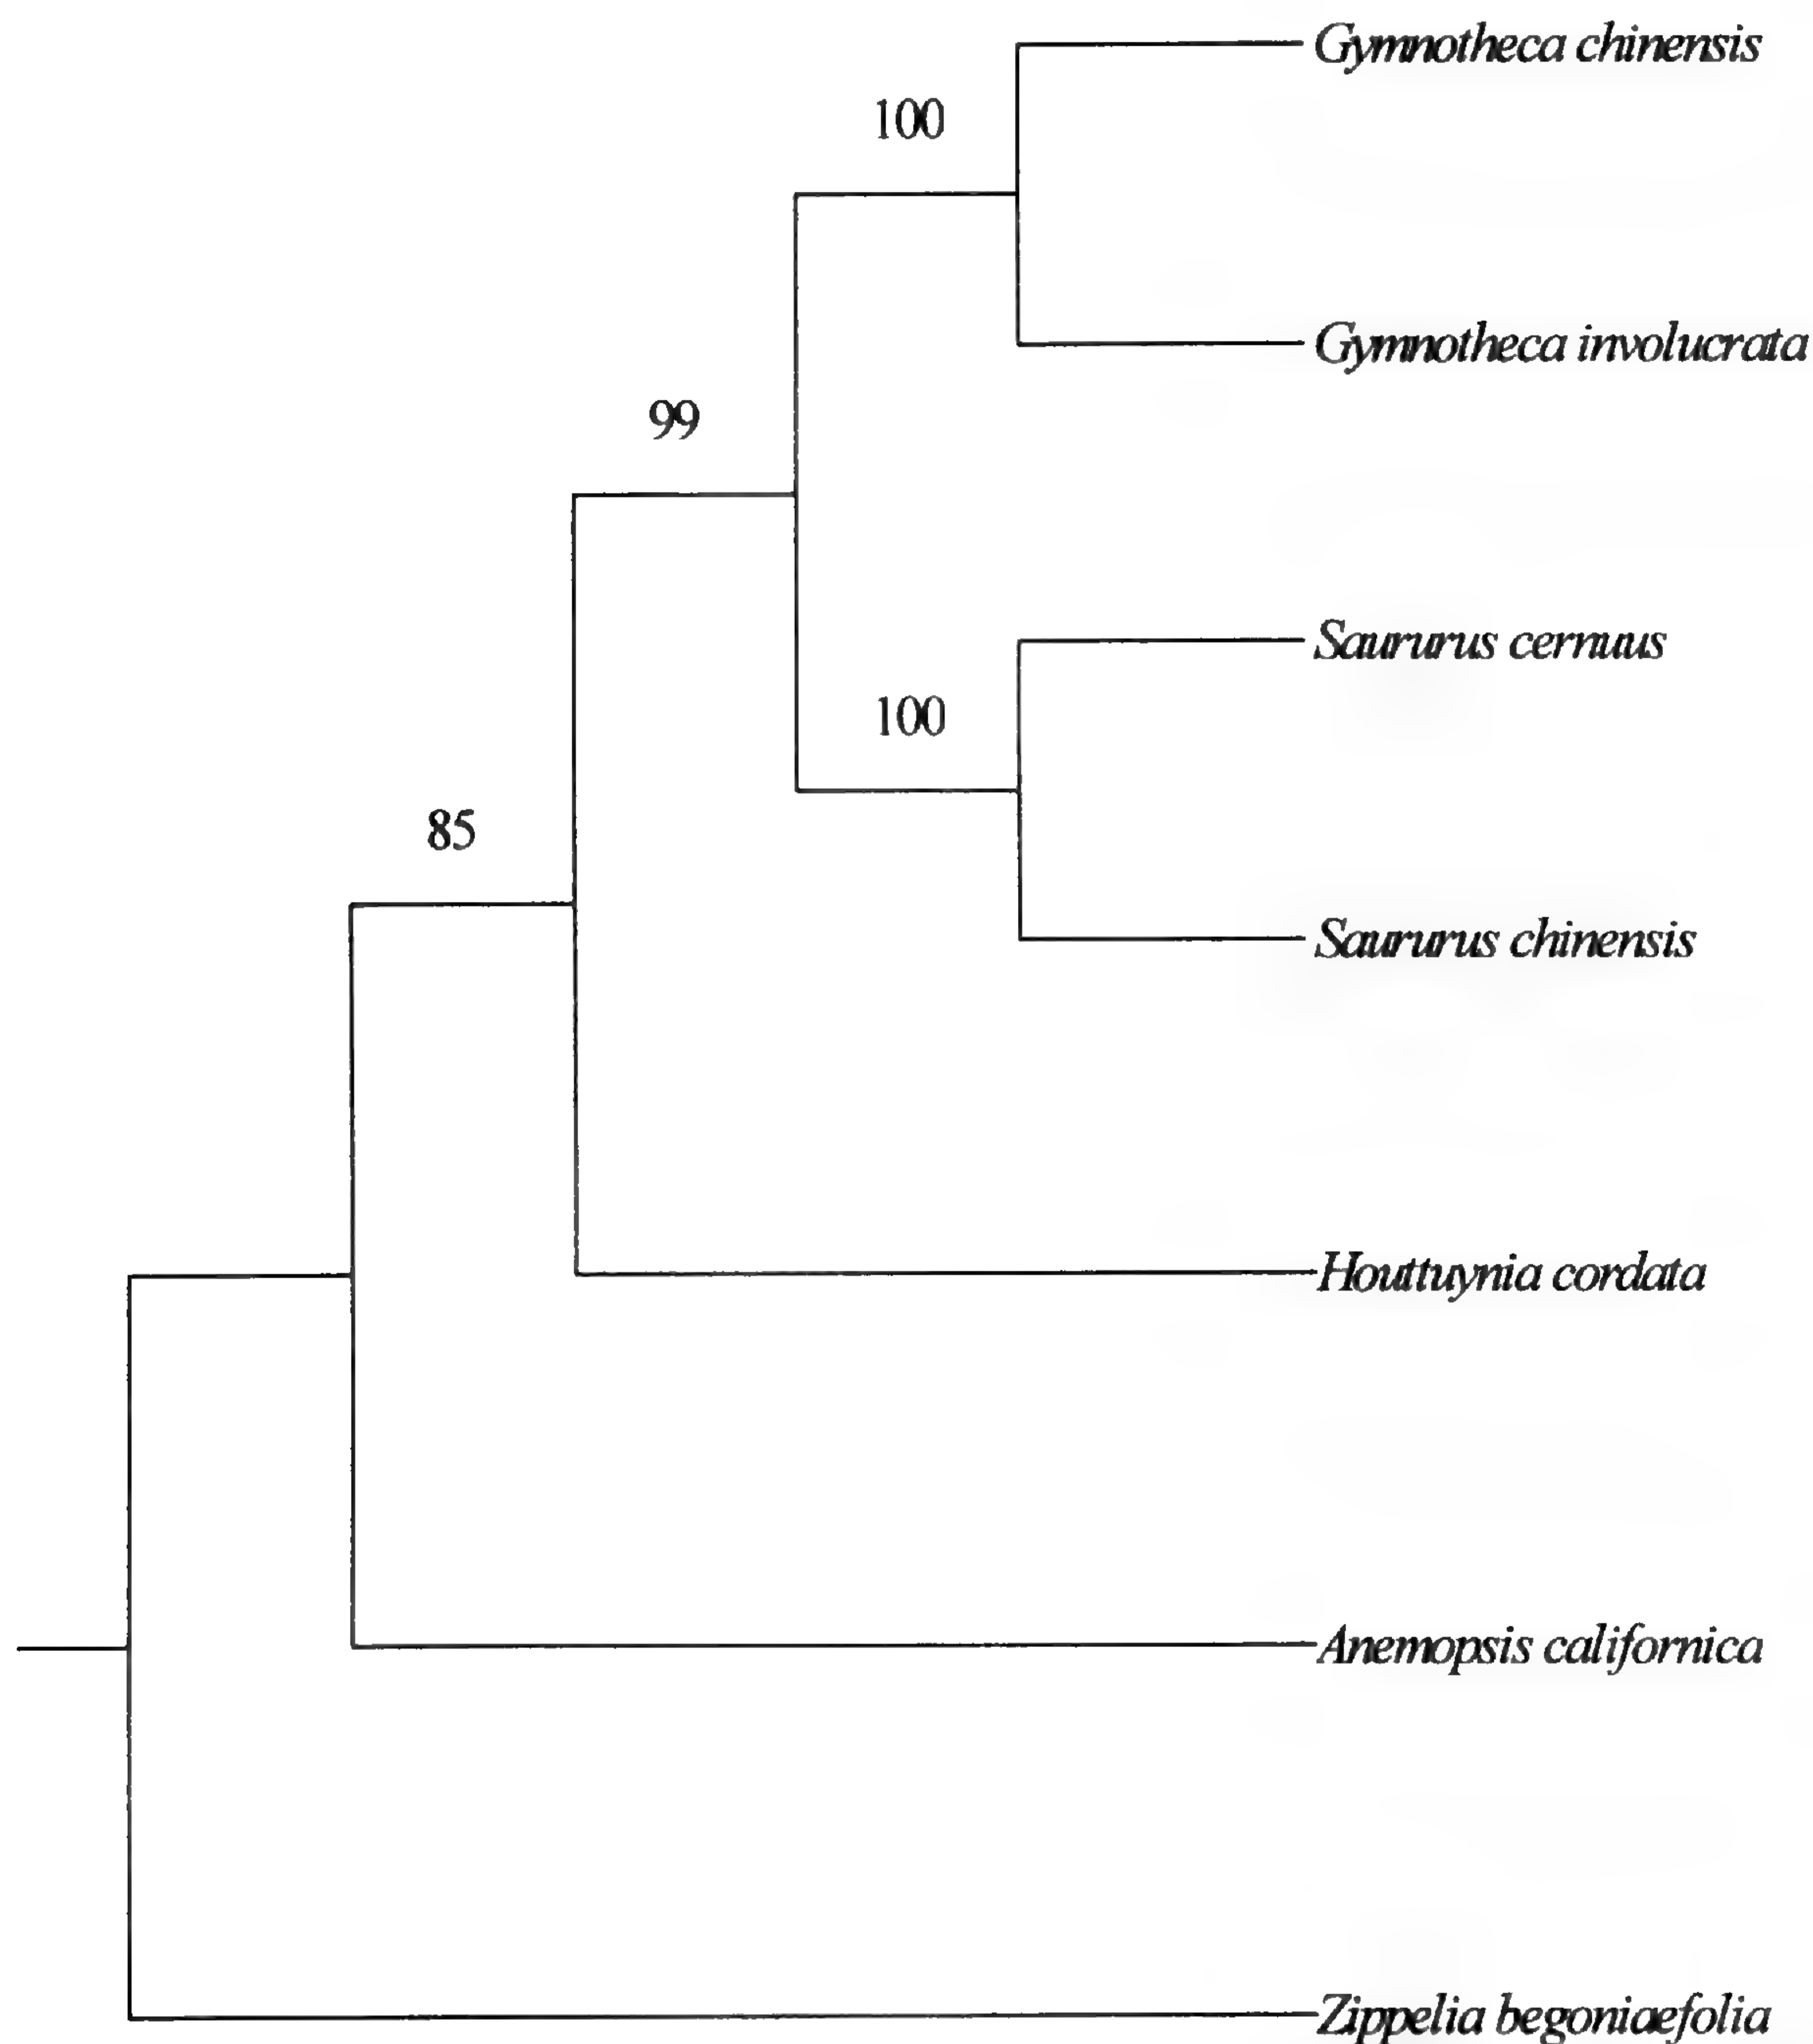 Gymnotheca chinensis
100
Gymnotheca involucrata
99
Saururus cernuus
100
85
Saururus chinensis
Houttuynia cordata
Anemopsis californica
Zippelia begoniaefolia